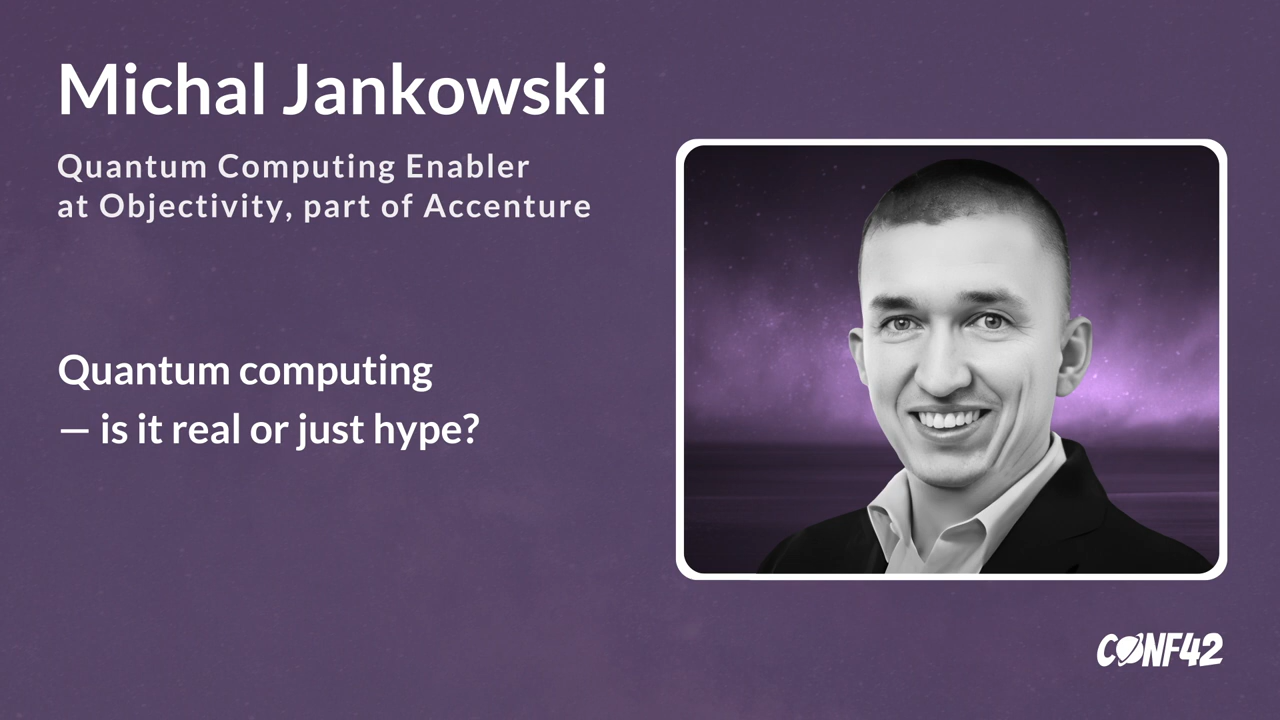 Michal Jankowski
Quantum Computing Enabler
at Objectivity, part of Accenture
Quantum computing
— is it real or just hype?
CONF42